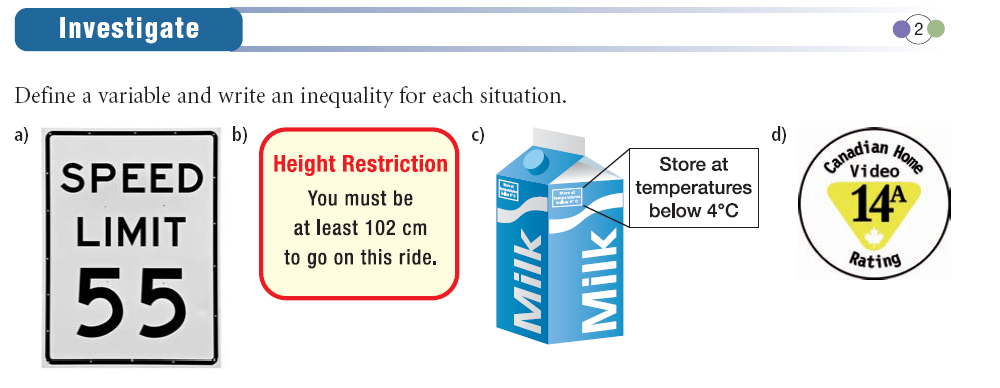 Investigate
2
Define a variable and write an inequality for each situation.
a)
SPEED
LIMIT
55
b)
Height Restriction
You must be
at least 102 cm
to go on this ride.
c)
Milk
Milk
Store at
temperatures
below 4°C
d)
Canadian Home
Video
14A
Rating